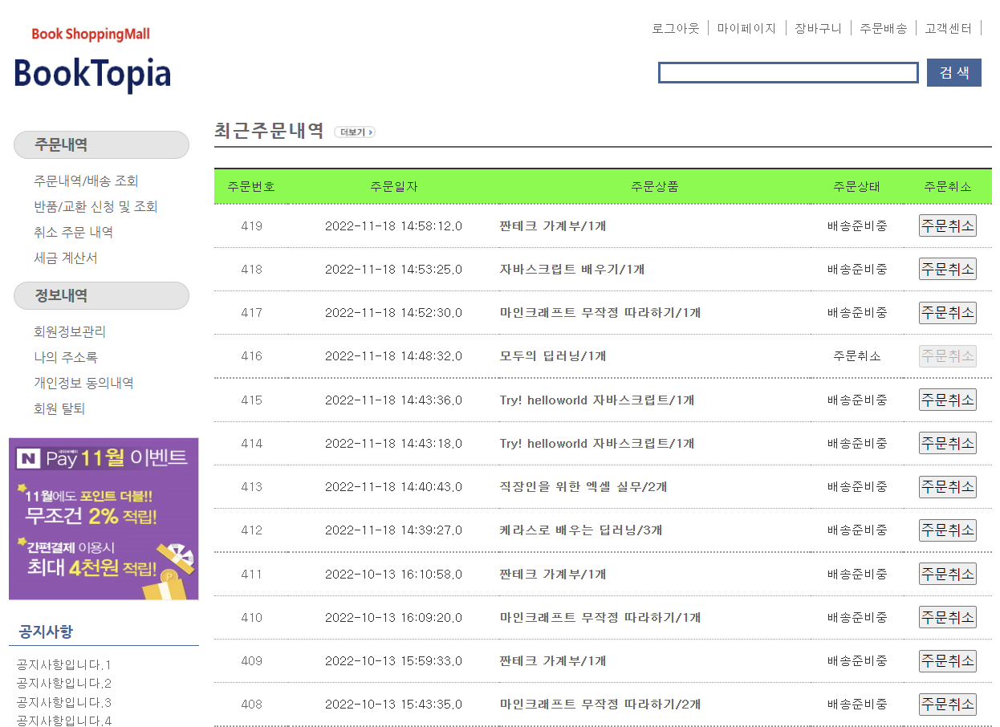 Book ShoppingMall
BookTopia
로그아웃 마이페이지 장바구니 주문배송 고객센터
검 색
주문내역
주문내역/배송 조회
반품/교환 신청 및 조회
취소 주문 내역
세금 계산서
정보내역
회원정보관리
나의 주소록
개인정보 동의내역
회원 탈퇴
N Pay 11월 이벤트
11월에도 포인트 더블!!
무조건 2% 적립!
간편결제 이용시
최대 4천원 적립!
P
공지사항
공지사항입니다.1
공지사항입니다.2
공지사항입니다.3
공지사항입니다.4
최근주문내역 더보기
주문번호 주문일자 주문상품 주문상태 주문취소
419 2022-11-18 14:58:12.0 짠테크 가계부/1개 배송준비중 주문취소
418 2022-11-18 14:53:25.0 자바스크립트 배우기/1개 배송준비중 주문취소
417 2022-11-18 14:52:30.0 마인크래프트 무작정 따라하기/1개 배송준비중 주문취소
416 2022-11-18 14:48:32.0 모두의 딥러닝/1개 주문취소 주문취소
415 2022-11-18 14:43:36.0 Try! helloworld 자바스크립트/1개 배송준비중 주문취소
414 2022-11-18 14:43:18.0 Try! helloworld 자바스크립트/1개 배송준비중 주문취소
413 2022-11-18 14:40:43.0 직장인을 위한 엑셀 실무/2개 배송준비중 주문취소
412 2022-11-18 14:39:27.0 케라스로 배우는 딥러닝/3개 배송준비중 주문취소
411 2022-10-13 16:10:58.0 짠테크 가계부/1개 배송준비중 주문취소
410 2022-10-13 16:09:20.0 마인크래프트 무작정 따라하기/1개 배송준비중 주문취소
409 2022-10-13 15:59:33.0 짠테크 가계부/1개 배송준비중 주문취소
408 2022-10-13 15:43:35.0 마인크래프트 무작정 따라하기/2개 배송준비중 주문취소